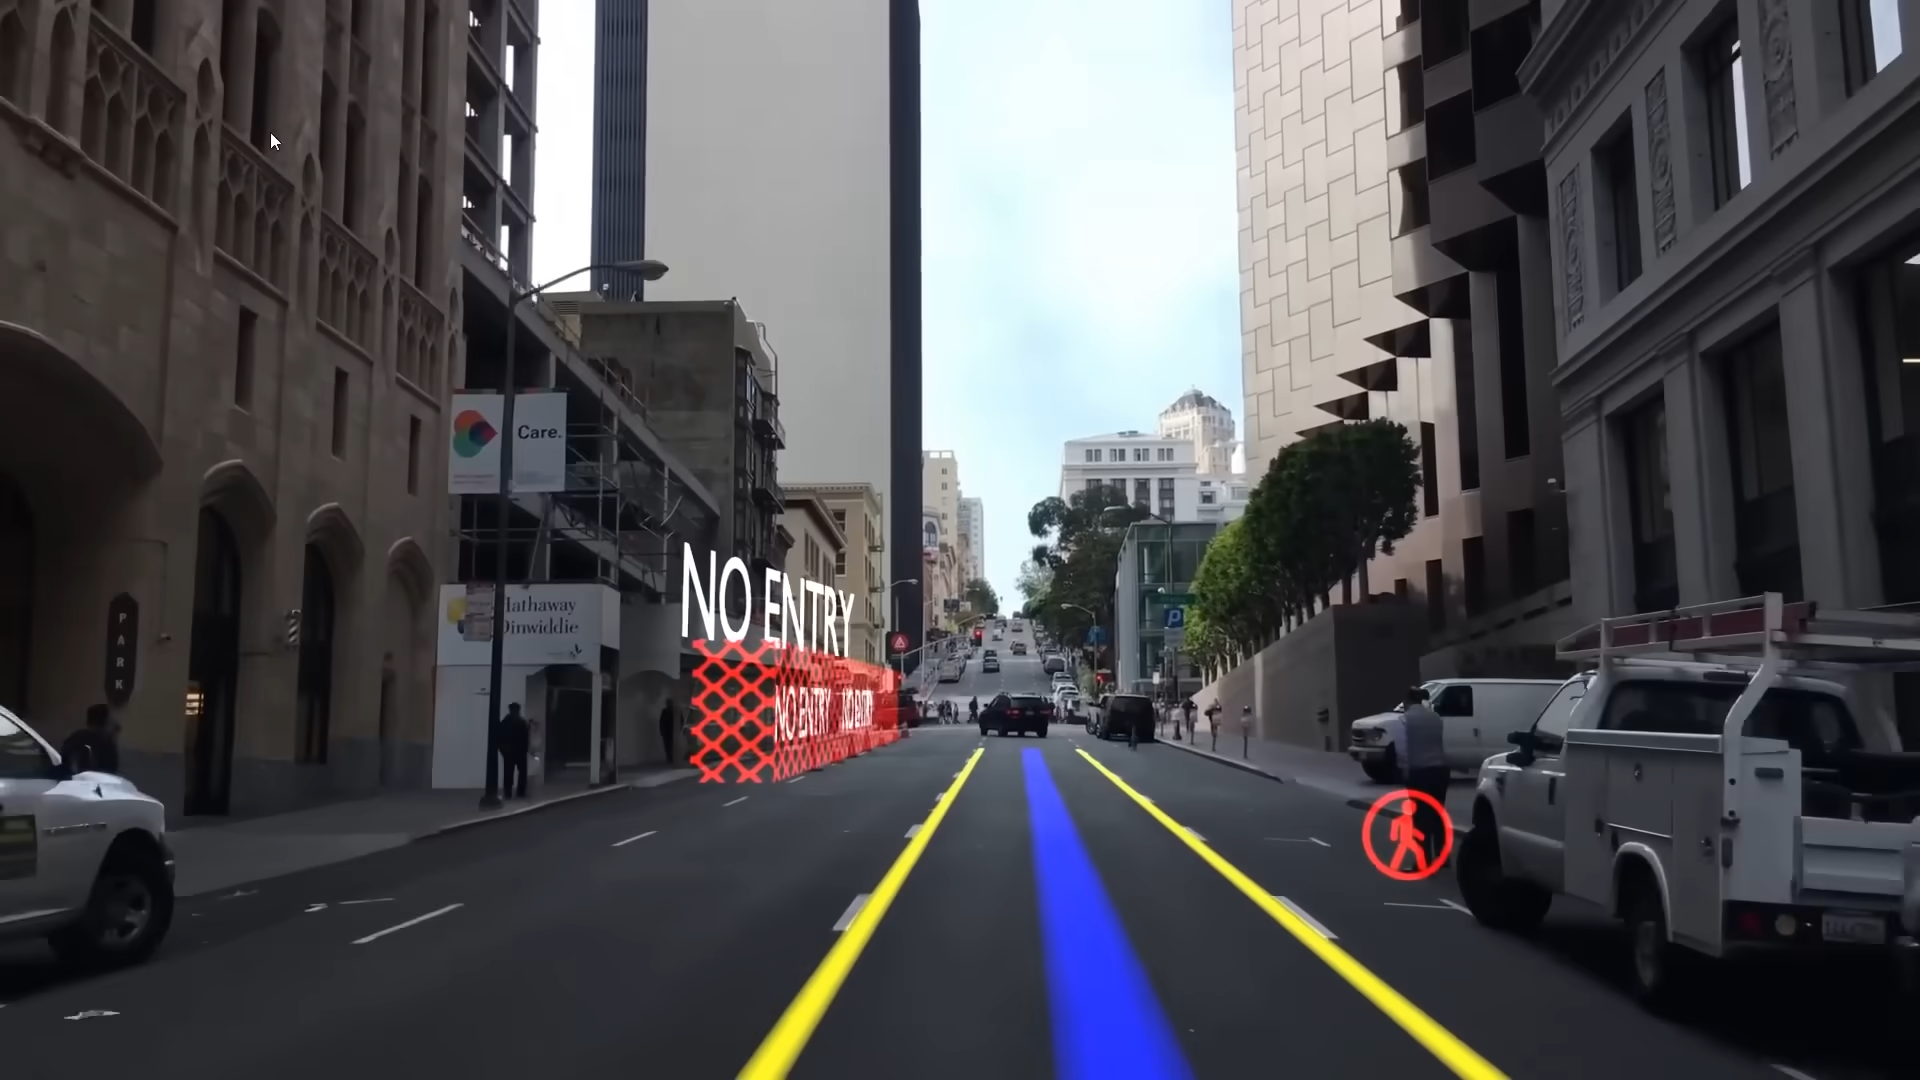 Care.
NO ENTRY
Hathaway
Dinwiddie
PARK
NO ENTRY
NO ENTRY
P